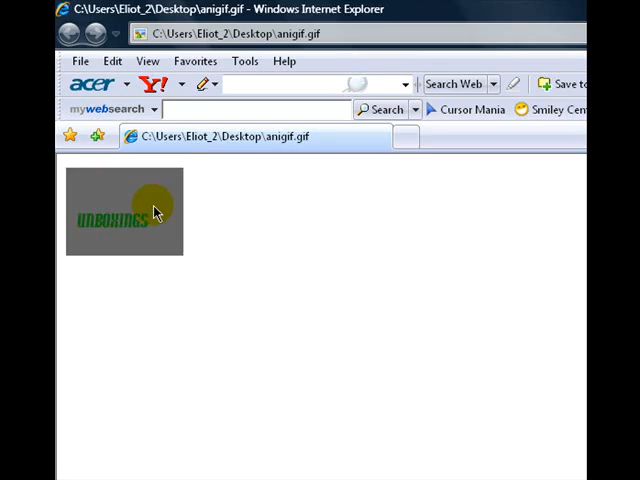 C:\Users\Eliot_2\Desktop\anigif.gif - Windows Internet Explorer
C:\Users\Eliot_2\Desktop\anigif.gif
File Edit View Favorites Tools Help
acer Y! Search Web Save to
mywebsearch Search Cursor Mania Smiley Cen
C:\Users\Eliot_2\Desktop\anigif.gif
UNBOXINGS